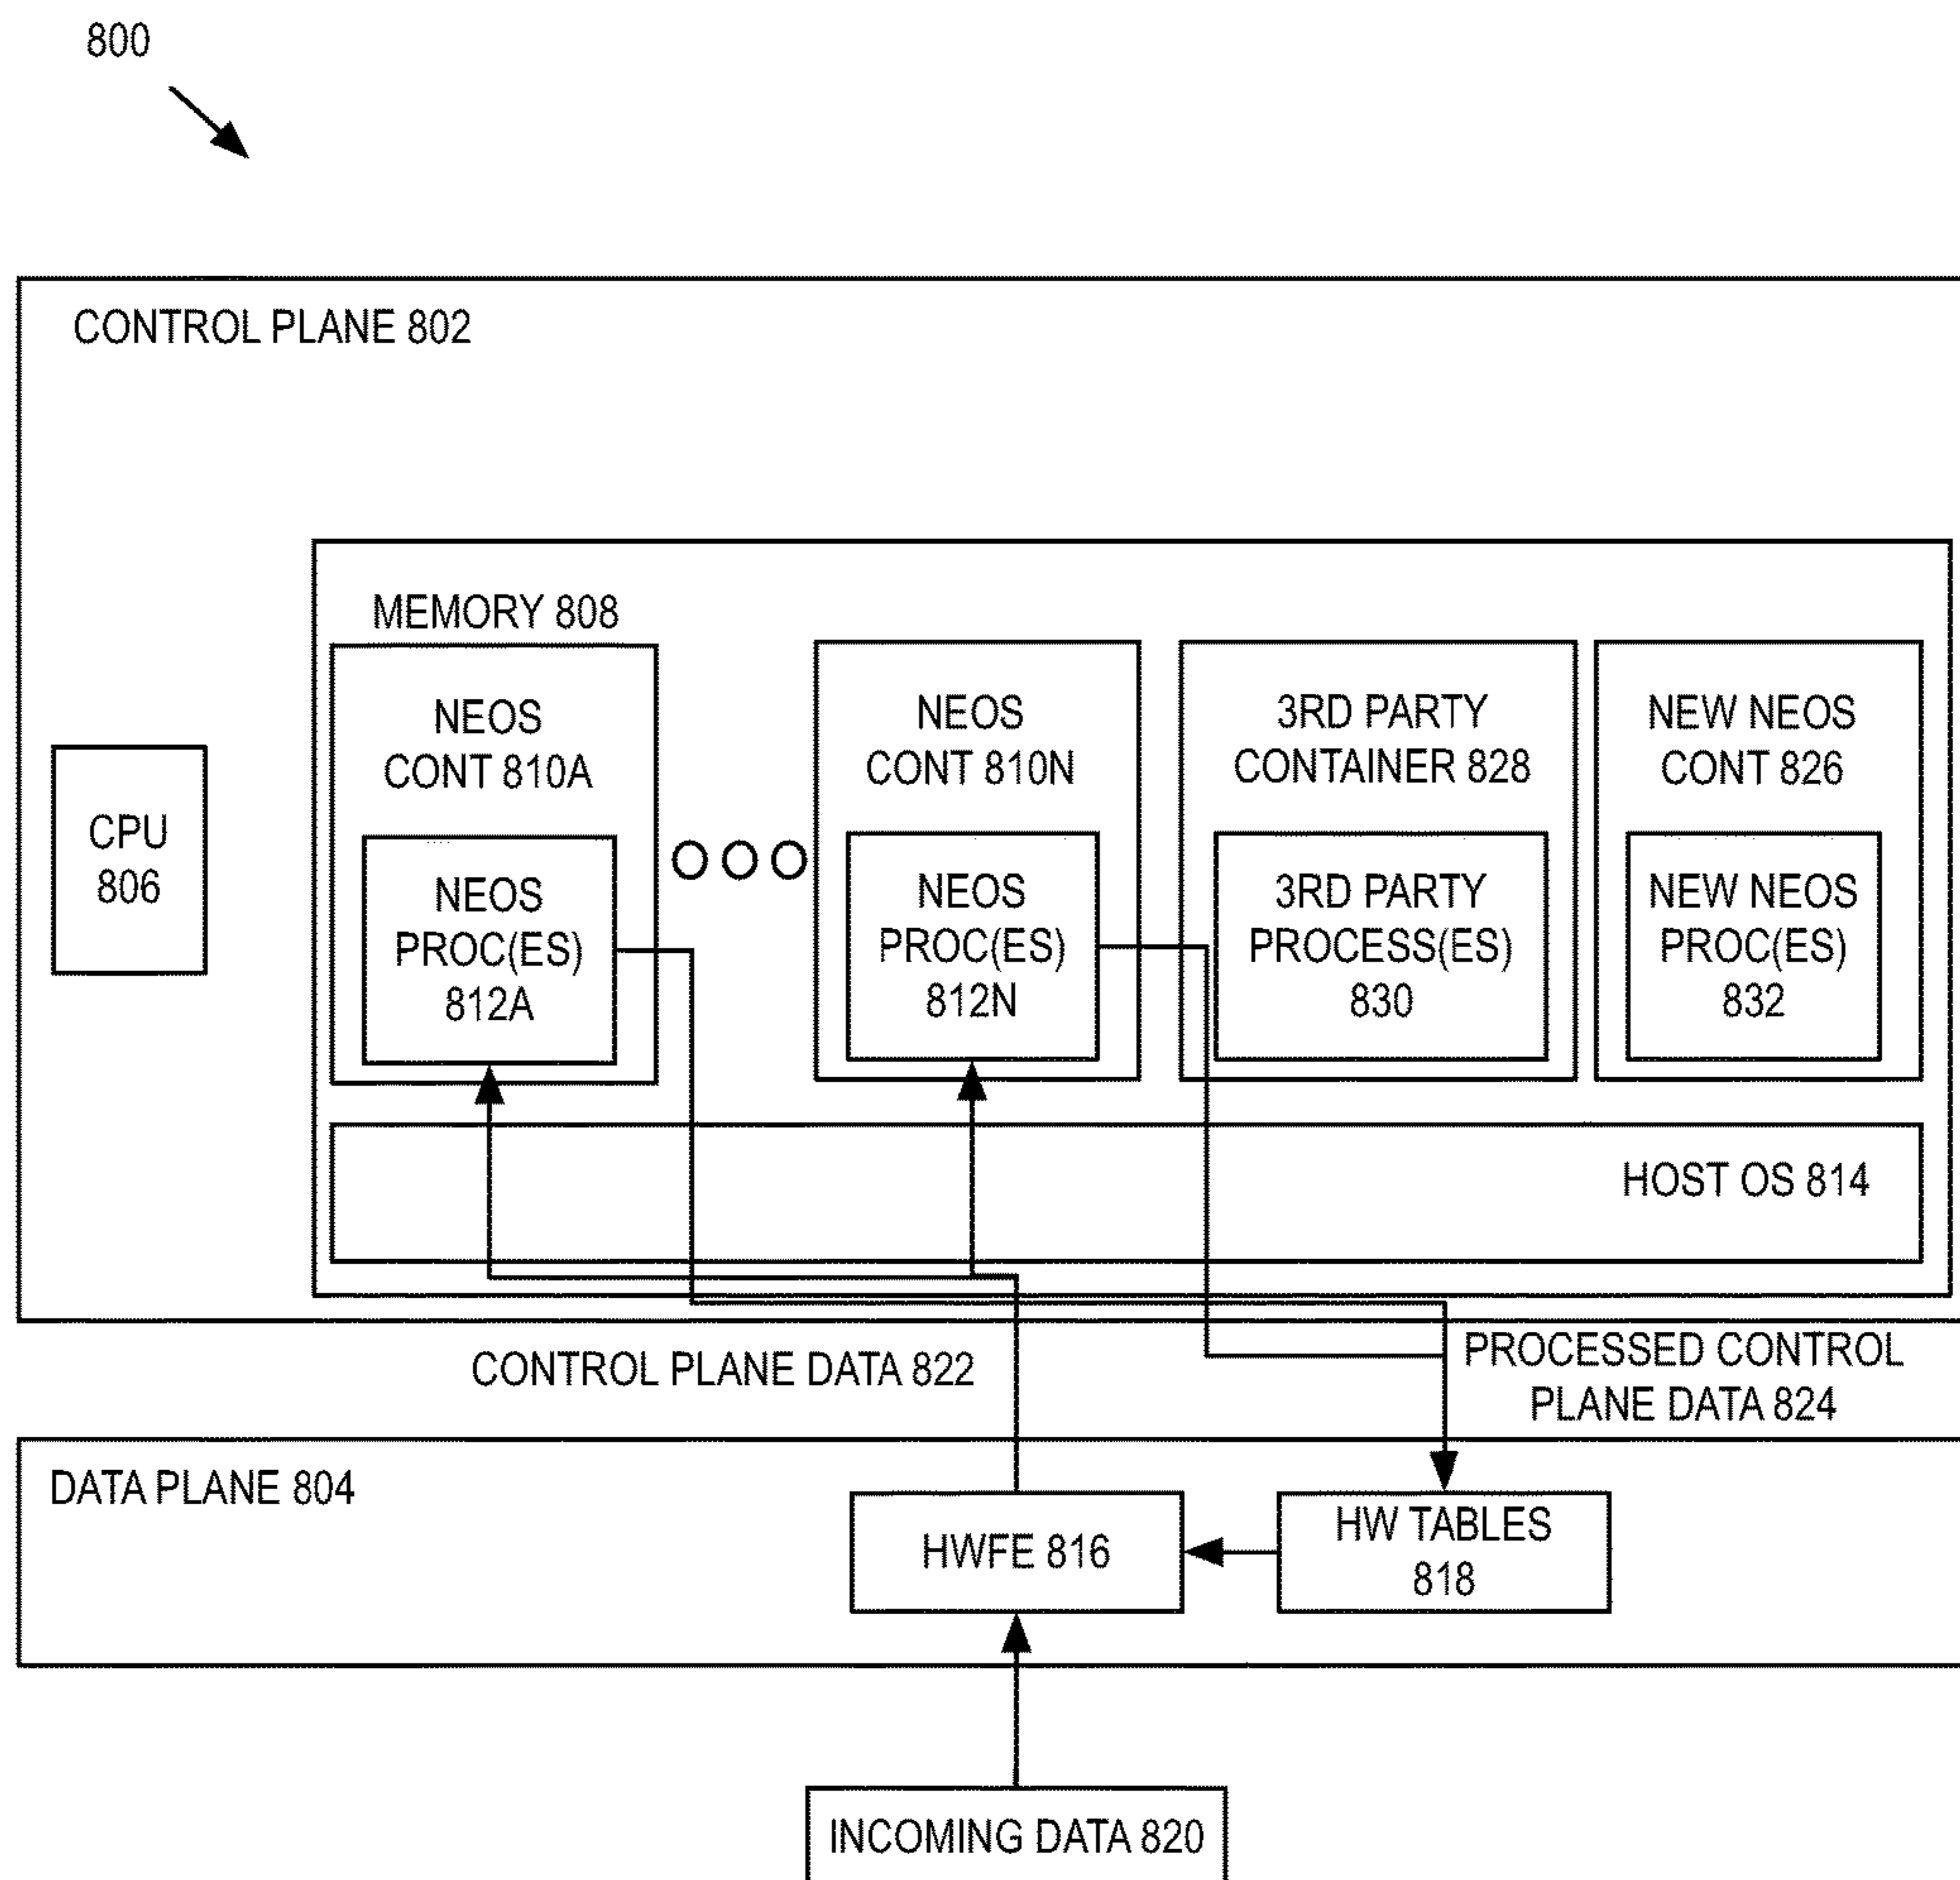 800
CONTROL PLANE 802
MEMORY 808
NEOS
CONT 810A
NEOS
CONT 810N
3RD PARTY
CONTAINER 828
NEW NEOS
CONT 826
CPU
806
NEOS
PROC(ES)
812A
NEOS
PROC(ES)
812N
3RD PARTY
PROCESS(ES)
830
NEW NEOS
PROC(ES)
832
HOST OS 814
CONTROL PLANE DATA 822
PROCESSED CONTROL
PLANE DATA 824
DATA PLANE 804
HWFE 816
HW TABLES
818
INCOMING DATA 820